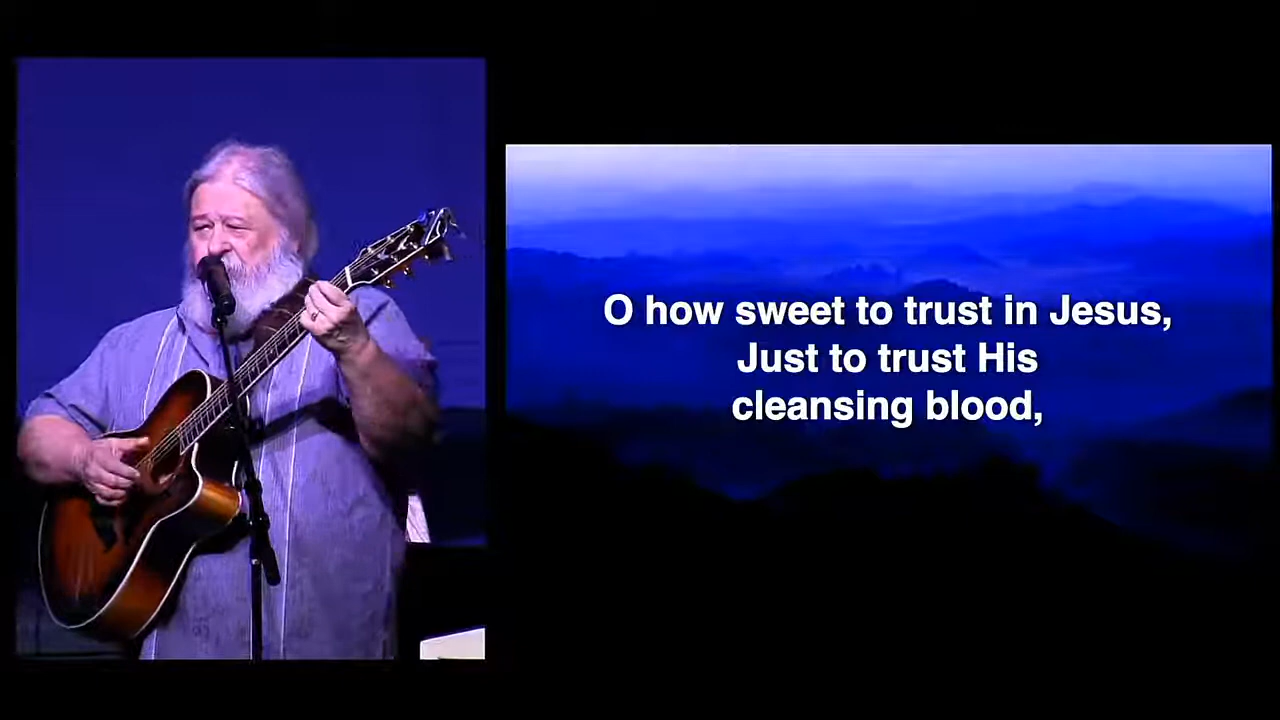 O how sweet to trust in Jesus,
Just to trust His
cleansing blood,